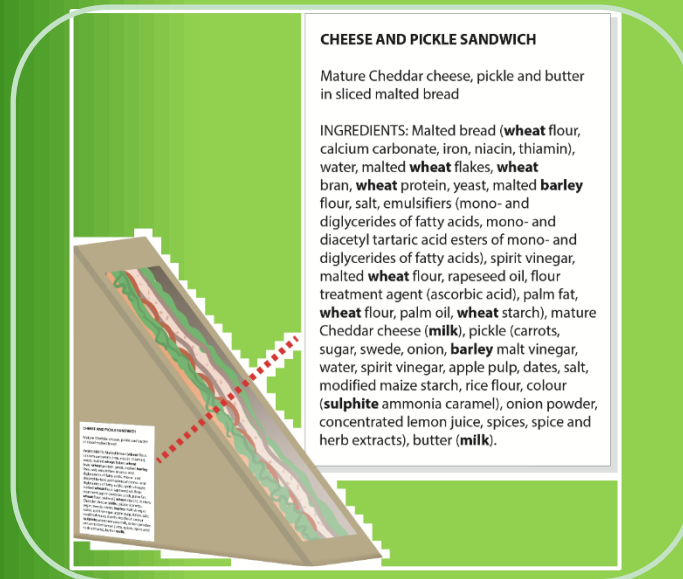 CHEESE AND PICKLE SANDWICH
Mature Cheddar cheese, pickle and butter
in sliced malted bread
INGREDIENTS: Malted bread (wheat flour,
calcium carbonate, iron, niacin, thiamin),
water, malted wheat flakes, wheat
bran, wheat protein, yeast, malted barley
flour, salt, emulsifiers (mono- and
diglycerides of fatty acids, mono- and
diacetyl tartaric acid esters of mono- and
diglycerides of fatty acids), spirit vinegar,
malted wheat flour, rapeseed oil, flour
treatment agent (ascorbic acid), palm fat,
wheat flour, palm oil, wheat starch), mature
Cheddar cheese (milk), pickle (carrots,
sugar, swede, onion, barley malt vinegar,
water, spirit vinegar, apple pulp, dates, salt,
modified maize starch, rice flour, colour
(sulphite ammonia caramel), onion powder,
concentrated lemon juice, spices, spice and
herb extracts), butter (milk).
CHEESE AND PICKLE SANDWICH